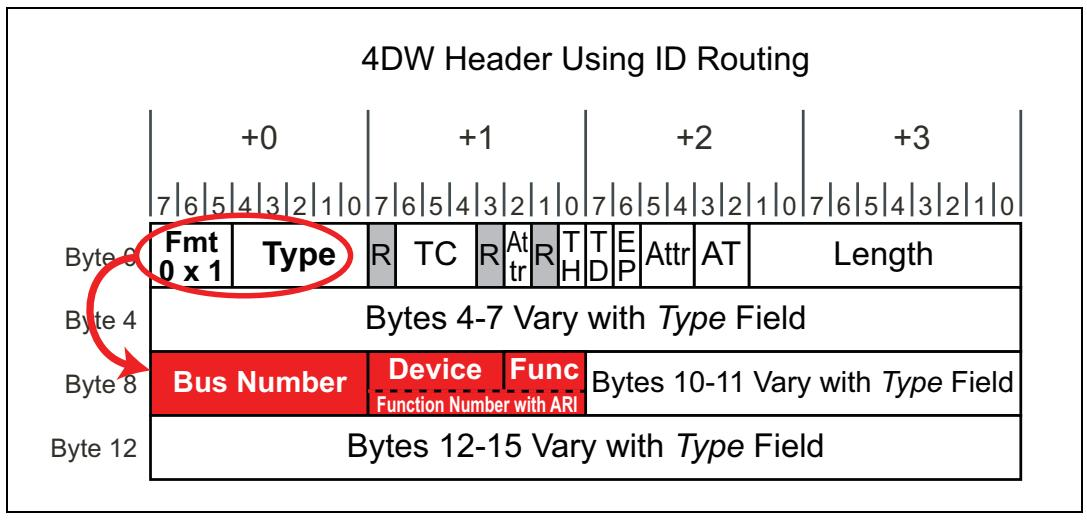 4DW Header Using ID Routing
+0 +1 +2 +3
7 6 5 4 3 2 1 0 7 6 5 4 3 2 1 0 7 6 5 4 3 2 1 0 7 6 5 4 3 2 1 0
Byte 0 Fmt 0 x 1 Type R TC R At tr R T H T D E P Attr AT Length
Byte 4 Bytes 4-7 Vary with Type Field
Byte 8 Bus Number Device Func Bytes 10-11 Vary with Type Field
Function Number with ARI
Byte 12 Bytes 12-15 Vary with Type Field